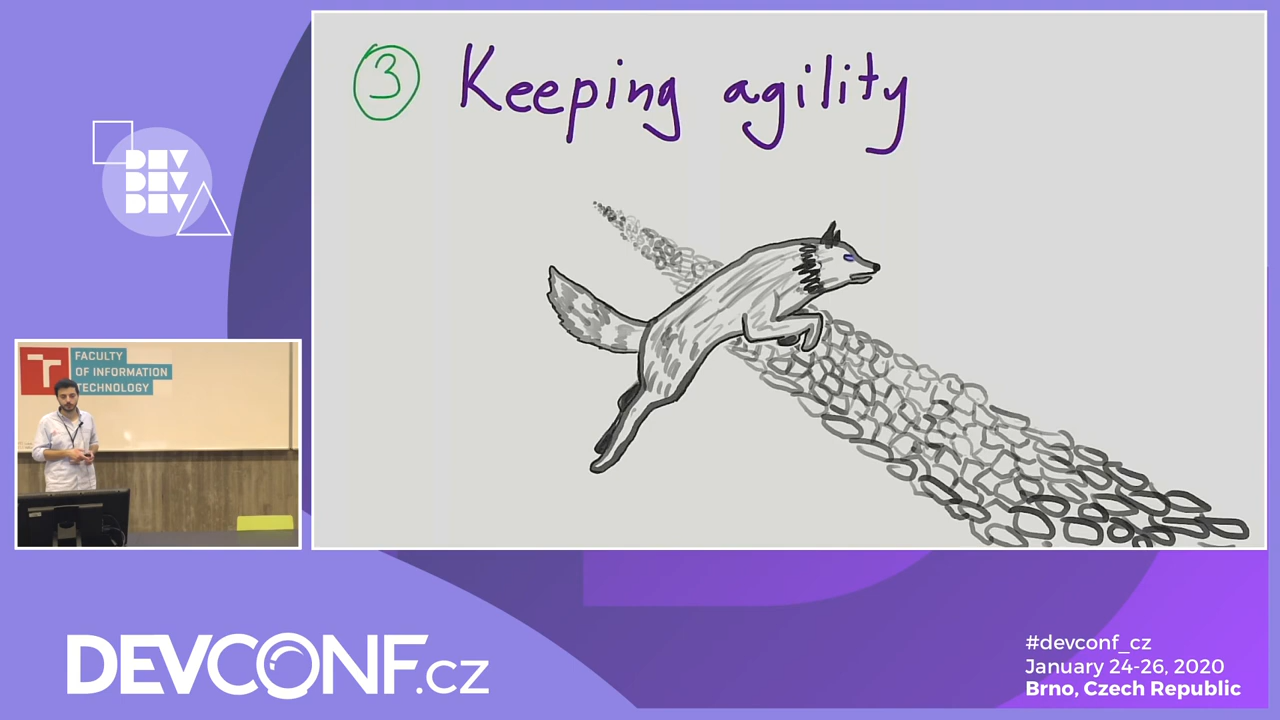 3 Keeping agility
DEV
DEV
DEV
T FACULTY
OF INFORMATION
TECHNOLOGY
DEVCONF.cz
#devconf_cz
January 24-26, 2020
Brno, Czech Republic